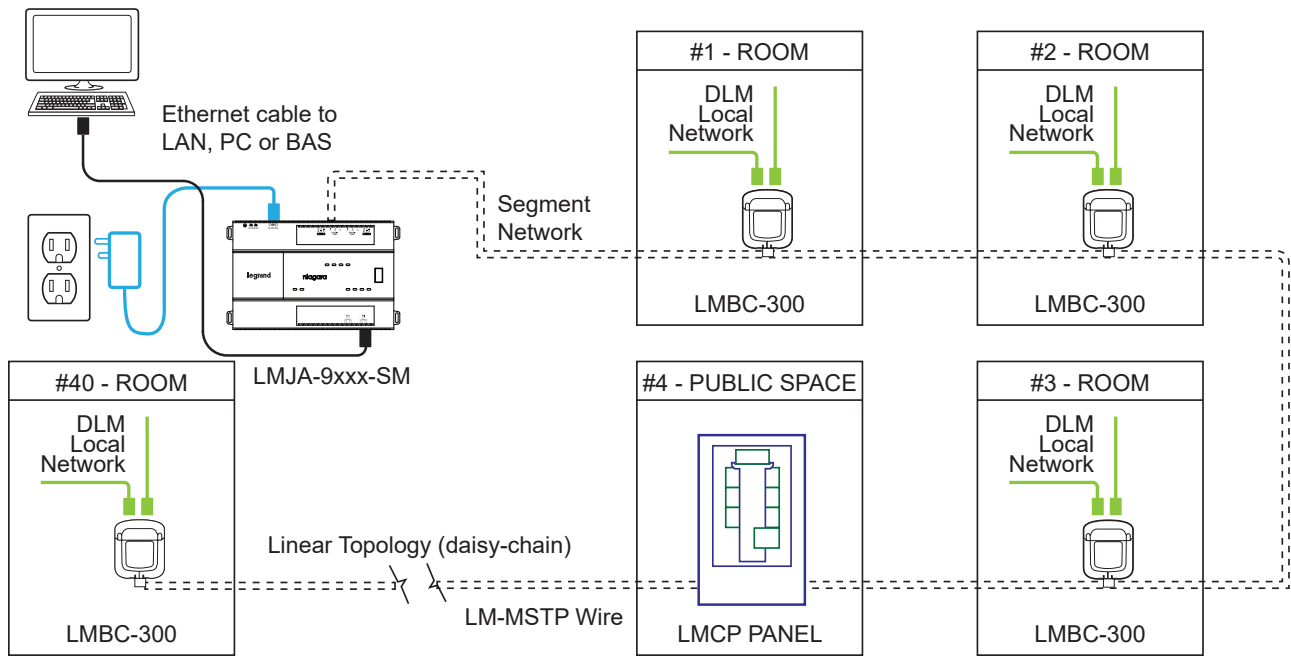 Ethernet cable to
LAN, PC or BAS
legrand
niagara
LMJA-9xxx-SM
Segment
Network
#1 - ROOM
DLM
Local
Network
LMBC-300
#2 - ROOM
DLM
Local
Network
LMBC-300
#40 - ROOM
DLM
Local
Network
LMBC-300
Linear Topology (daisy-chain)
LM-MSTP Wire
#4 - PUBLIC SPACE
LMCP PANEL
#3 - ROOM
DLM
Local
Network
LMBC-300